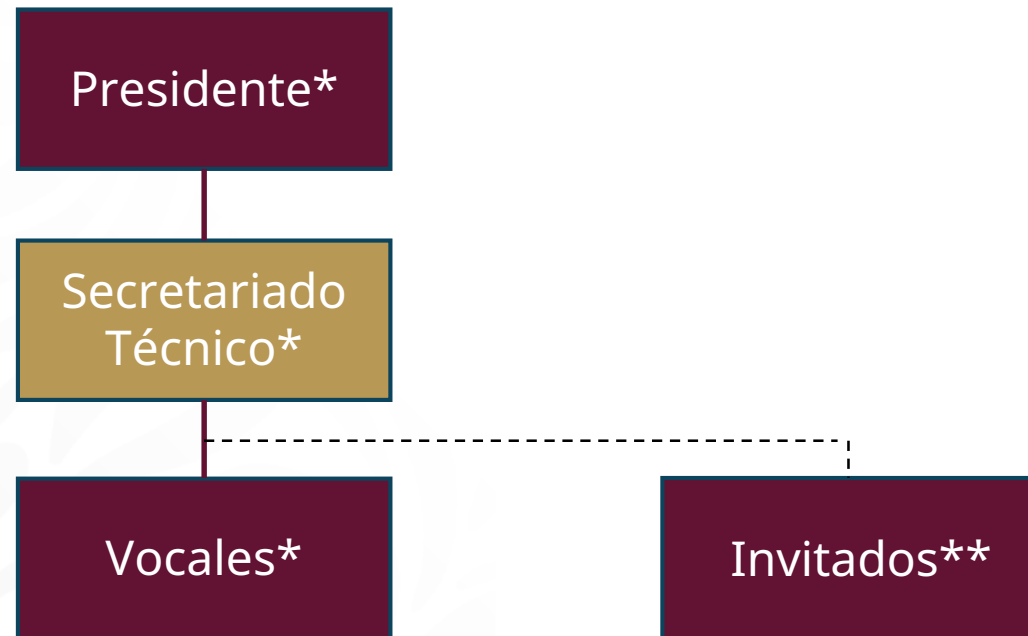 Presidente*
Secretariado
Técnico*
Vocales*
Invitados**